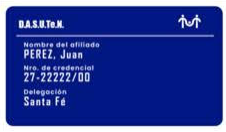 D.A.S.U.Te.N.
Nombre del afiliado
PEREZ, Juan
Nro. de credencial
27-22222/00
Delegación
Santa Fé